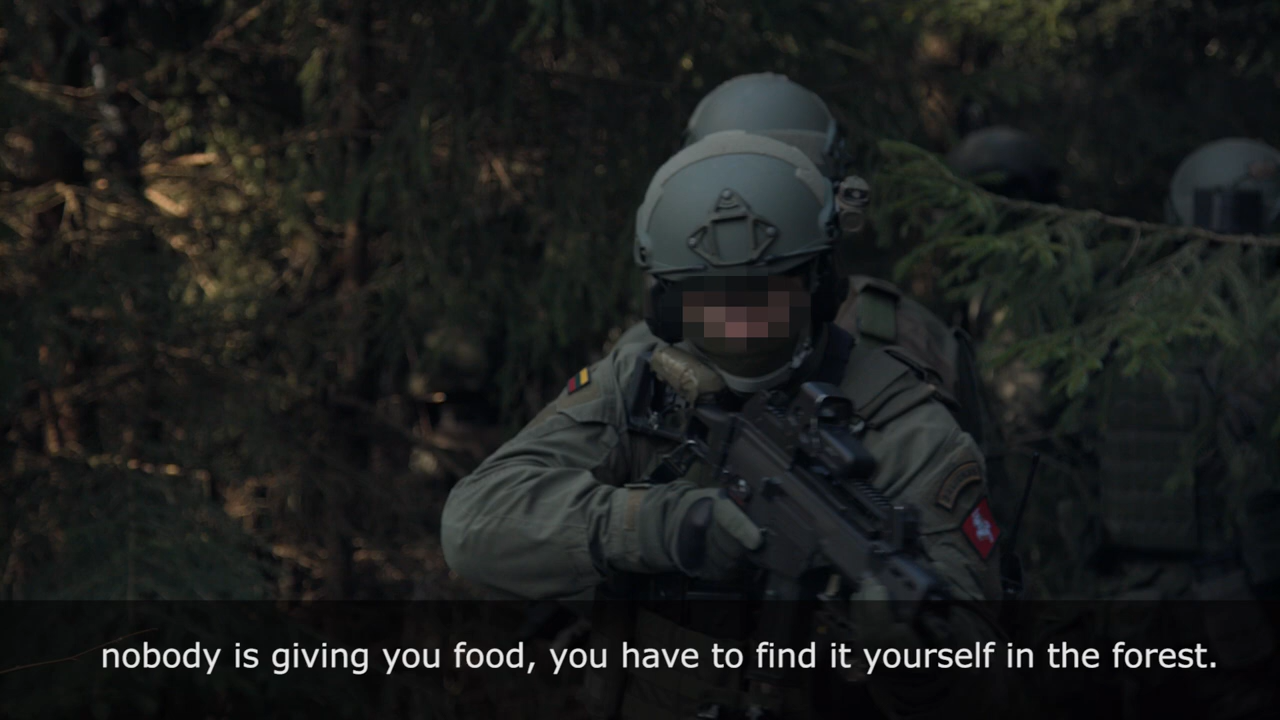 nobody is giving you food, you have to find it yourself in the forest.